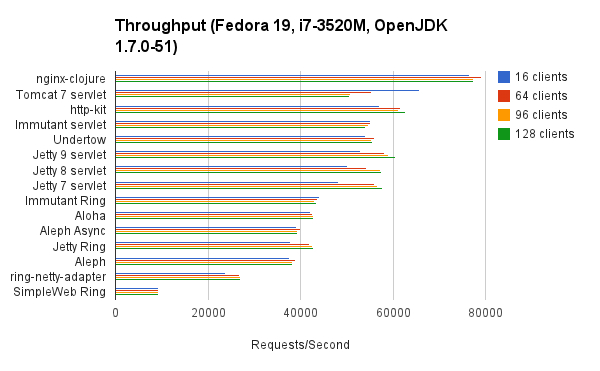 Throughput (Fedora 19, i7-3520M, OpenJDK
1.7.0-51)
nginx-clojure
Tomcat 7 servlet
http-kit
Immutant servlet
Undertow
Jetty 9 servlet
Jetty 8 servlet
Jetty 7 servlet
Immutant Ring
Aloha
Aleph Async
Jetty Ring
Aleph
ring-netty-adapter
SimpleWeb Ring
16 clients
64 clients
96 clients
128 clients
0 20000 40000 60000 80000
Requests/Second